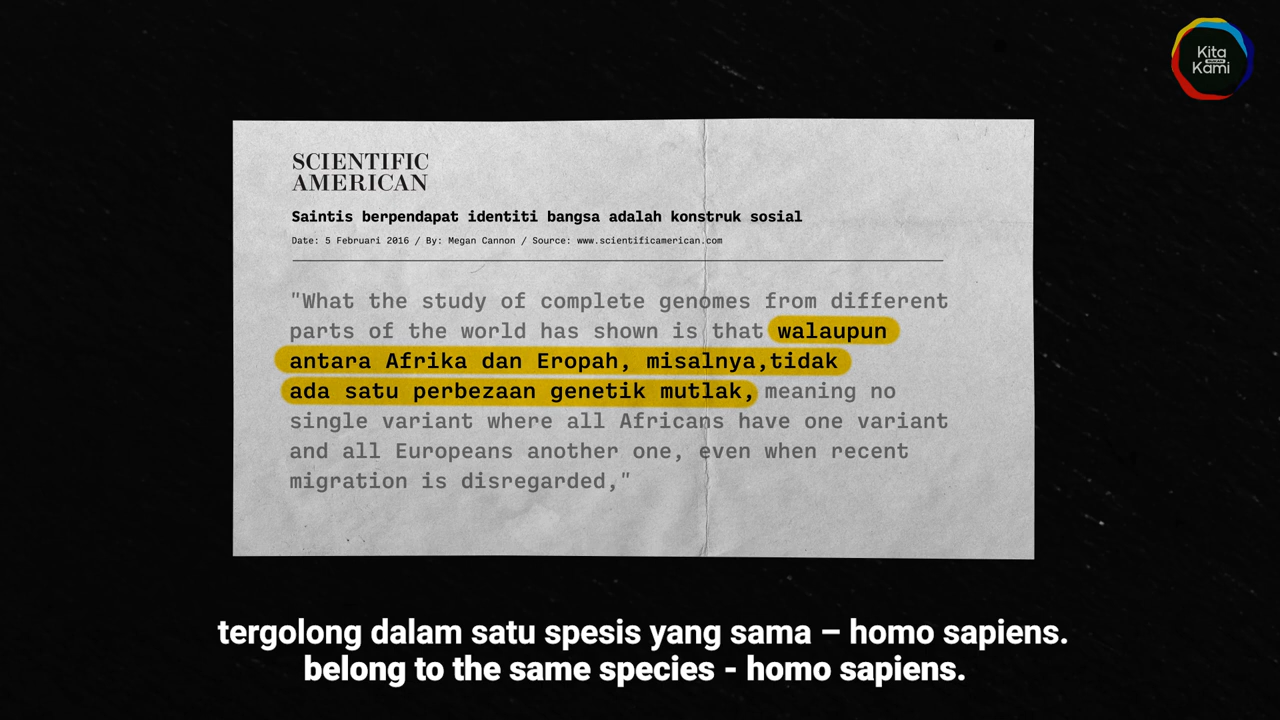 Kita
Kami
SCIENTIFIC
AMERICAN
Saintis berpendapat identiti bangsa adalah konstruk sosial
Date: 5 Februari 2016 / By: Megan Cannon / Source: www.scientificamerican.com
"What the study of complete genomes from different
parts of the world has shown is that walaupun
antara Afrika dan Eropah, misalnya,tidak
ada satu perbezaan genetik mutlak, meaning no
single variant where all Africans have one variant
and all Europeans another one, even when recent
migration is disregarded,"
tergolong dalam satu spesis yang sama – homo sapiens.
belong to the same species - homo sapiens.